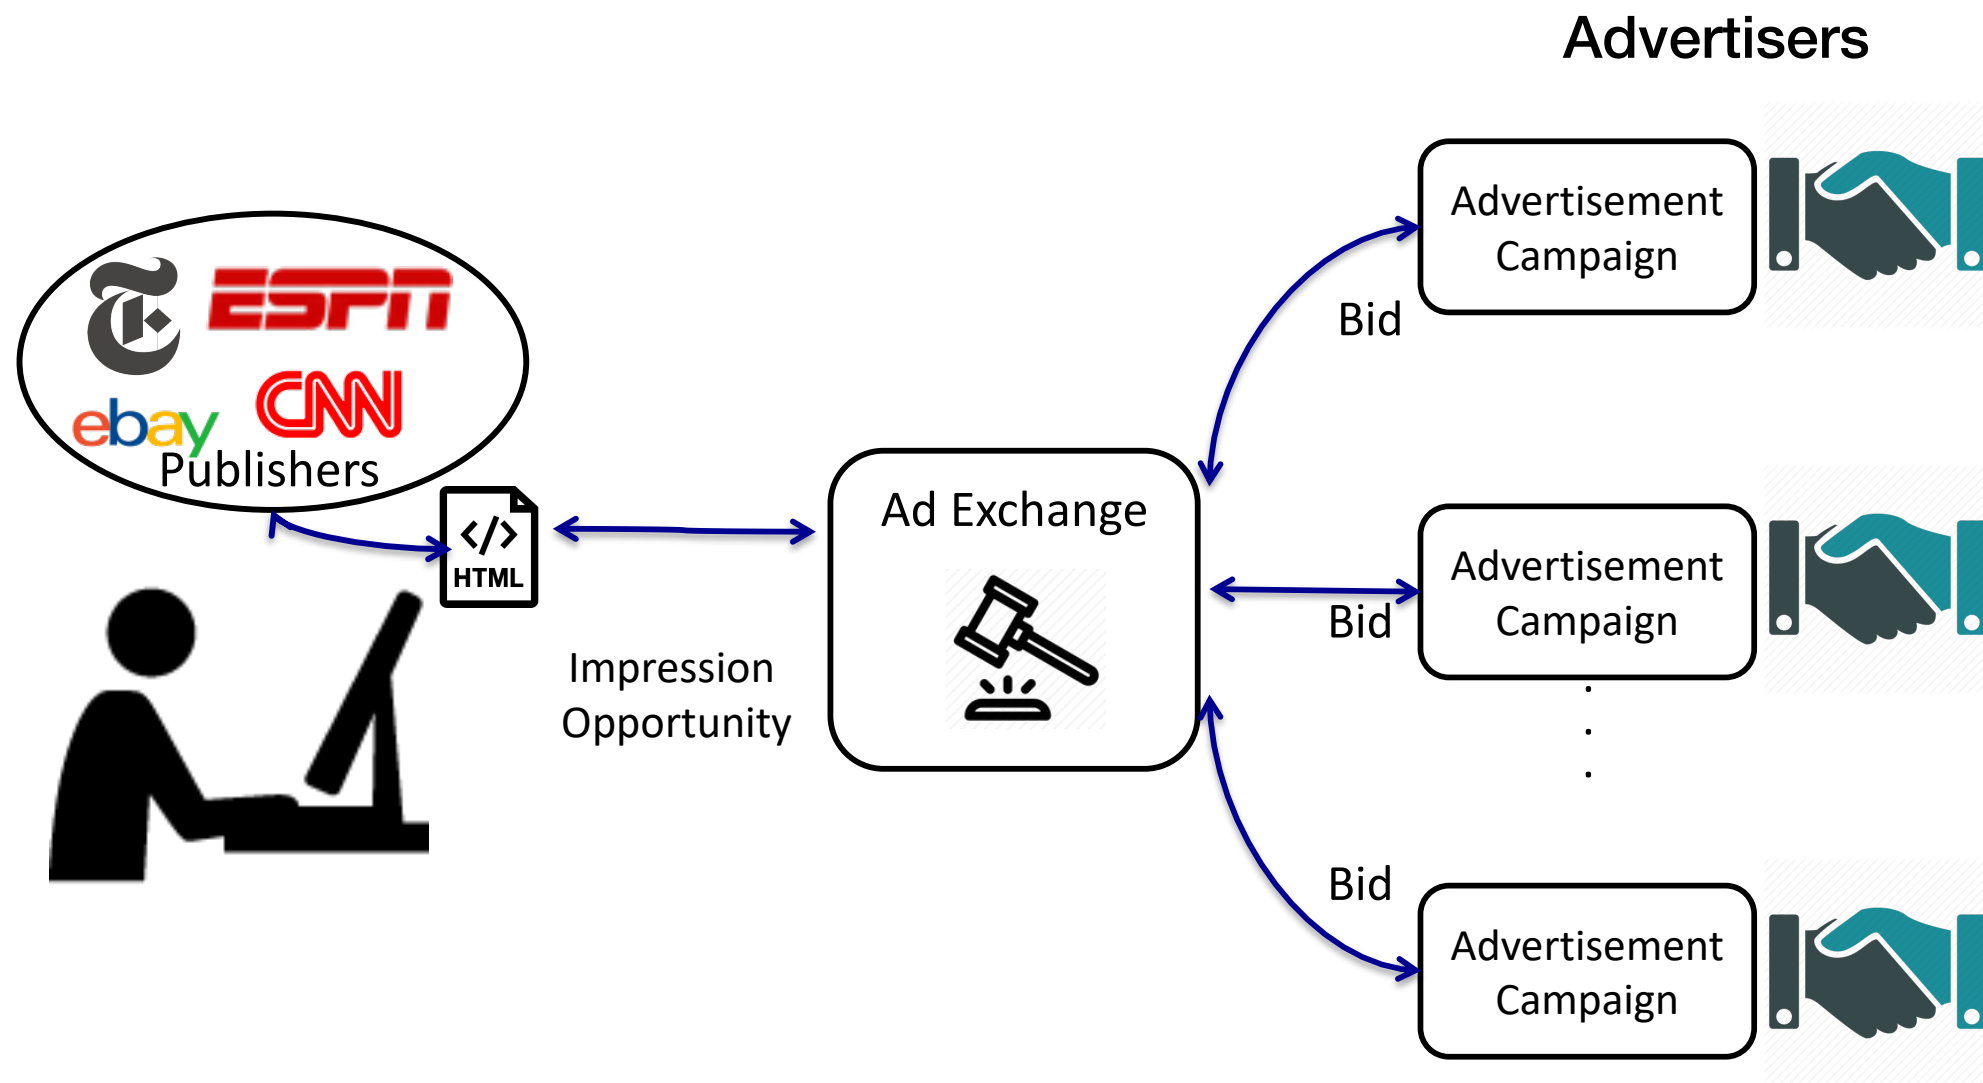 Advertisers
Advertisement
Campaign
Bid
ESPN
CNN
ebay
Publishers
</>
HTML
Impression
Opportunity
Ad Exchange
Advertisement
Campaign
Bid
.
.
.
Bid
Advertisement
Campaign